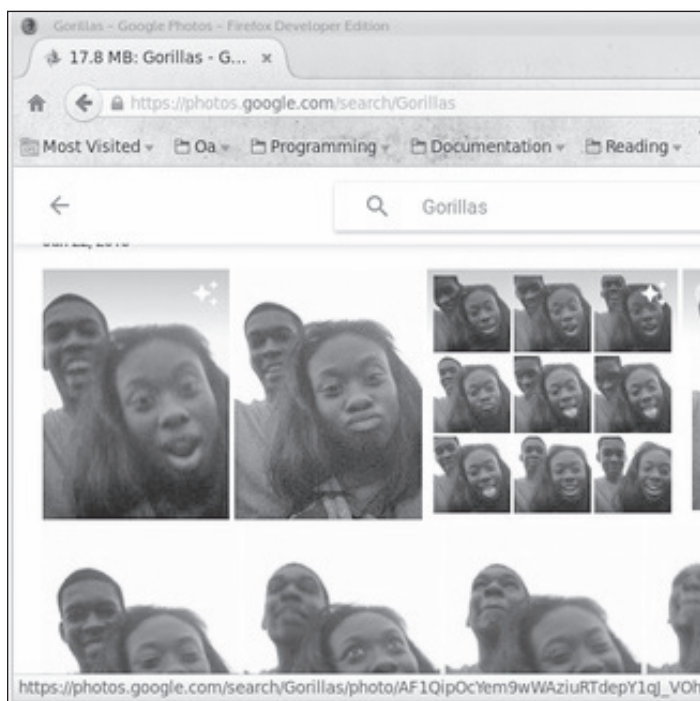 Gorillas – Google Photos – Firefox Developer Edition
17.8 MB: Gorillas - G... ×
https://photos.google.com/search/Gorillas
Most Visited Oa Programming Documentation Reading
Gorillas
https://photos.google.com/search/Gorillas/photo/AF1QipOcYem9wWAziuRTdepY1qJ_VOh